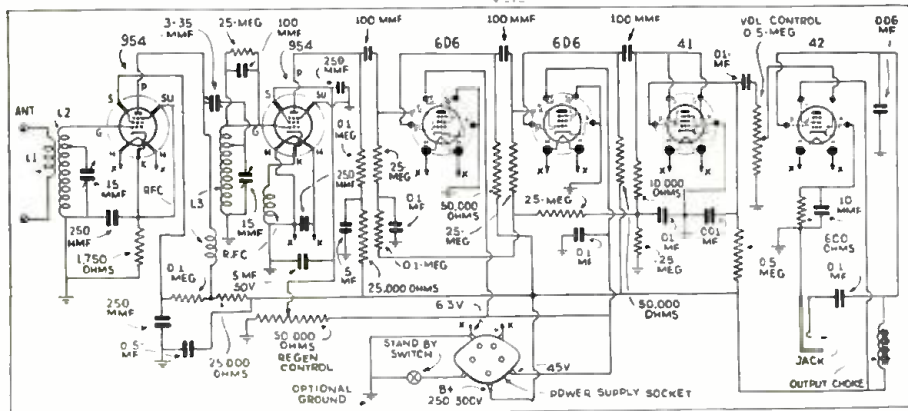 954
3-35
MMF
25-MEG
100
MMF
954
250
MMF
100 MMF
6D6
100 MMF
6D6
100 MMF
41
.01-
MF
VOL CONTROL
0.5-MEG
42
.006
MF
ANT
L1
L2
G
P
S
SU
H
K
H
X
X
15
MMF
RFC
250
MMF
1,750
OHMS
L3
G
P
S
SU
H
K
H
15
MMF
R.F.C
250 MMF
0.1
MEG
X
X
.25
MEG
0.1
MF
50,000
OHMS
X
X
.25-
MEG
.25-MEG
0.1
MF
X
X
10,000
OHMS
.01
MF
.001
MF
.25
MEG
X
X
0.5
MEG
X
X
10
MMF
600
OHMS
0.1
MF
0.1 MEG
.5 MF
50V
.5
MF
0.1-MEG
25,000 OHMS
250
MMF
0.5
MF
25,000
OHMS
50,000
OHMS
REGEN
CONTROL
6.3V
X
X
STAND BY
SWITCH
OPTIONAL
GROUND
B+
250 300V
45V
POWER SUPPLY SOCKET
50,000
OHMS
JACK
OUTPUT CHOKE